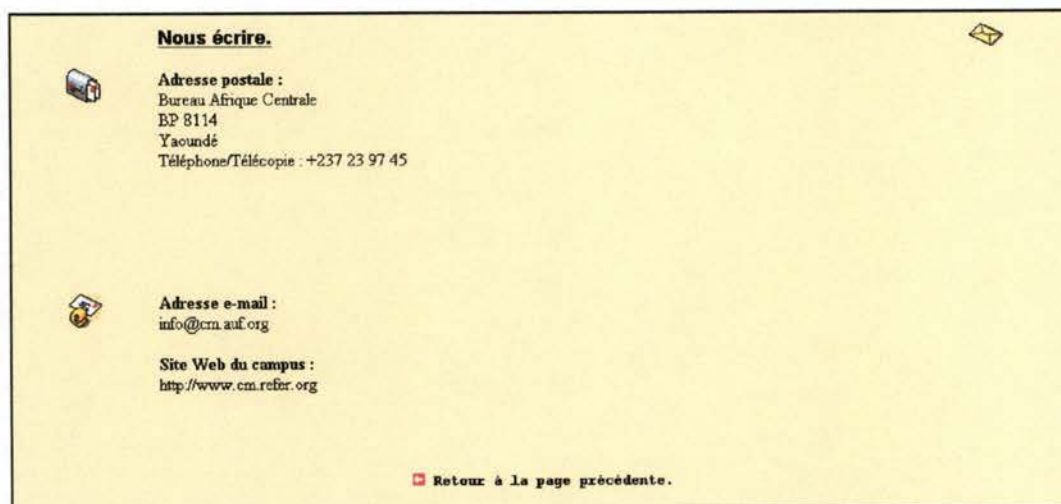 Nous écrire.
Adresse postale :
Bureau Afrique Centrale
BP 8114
Yaoundé
Téléphone/Télécopie : +237 23 97 45
Adresse e-mail :
info@cm.auf.org
Site Web du campus :
http://www.cm.refer.org
Retour à la page précédente.